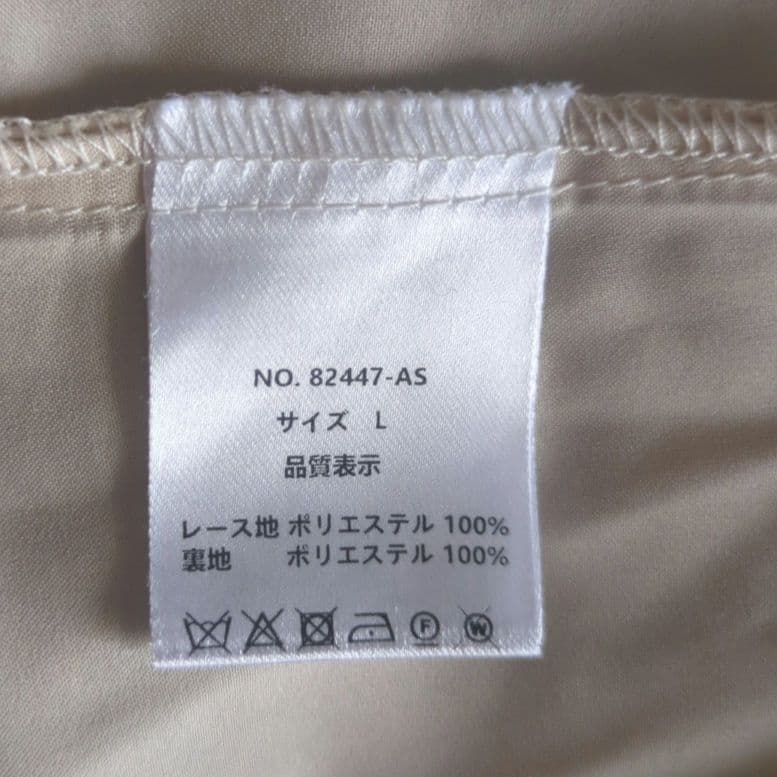 NO. 82447-AS
サイズ L
品質表示
レース地 ポリエステル 100%
裏地 ポリエステル 100%
F W